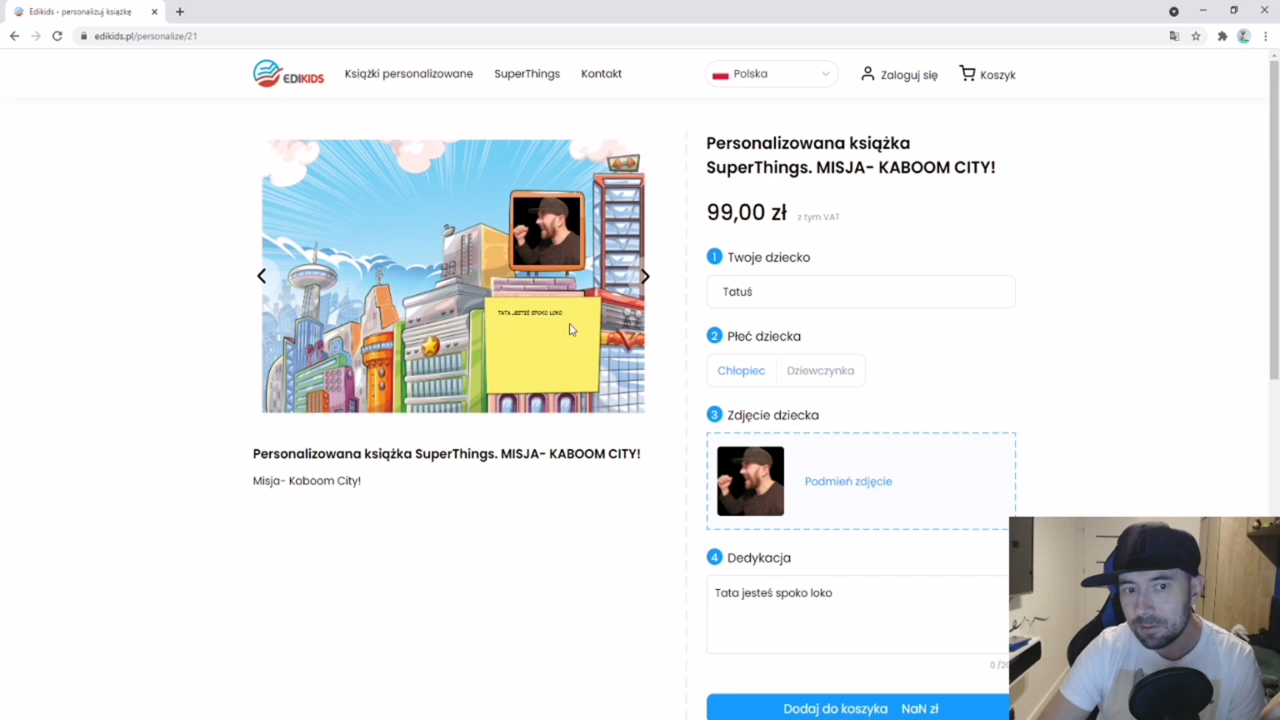 Edikids - personalizuj książkę
edikids.pl/personalize/21
EDIKIDS
Książki personalizowane
SuperThings
Kontakt
Polska
Zaloguj się
Koszyk
Personalizowana książka
SuperThings. MISJA- KABOOM CITY!
99,00 zł z tym VAT
1 Twoje dziecko
Tatuś
2 Płeć dziecka
Chłopiec
Dziewczynka
3 Zdjęcie dziecka
Podmień zdjęcie
4 Dedykacja
Tata jesteś spoko loko
Dodaj do koszyka NaN zł
TATA JESTEŚ SPOKO LOKO
Personalizowana książka SuperThings. MISJA- KABOOM CITY!
Misja- Kaboom City!